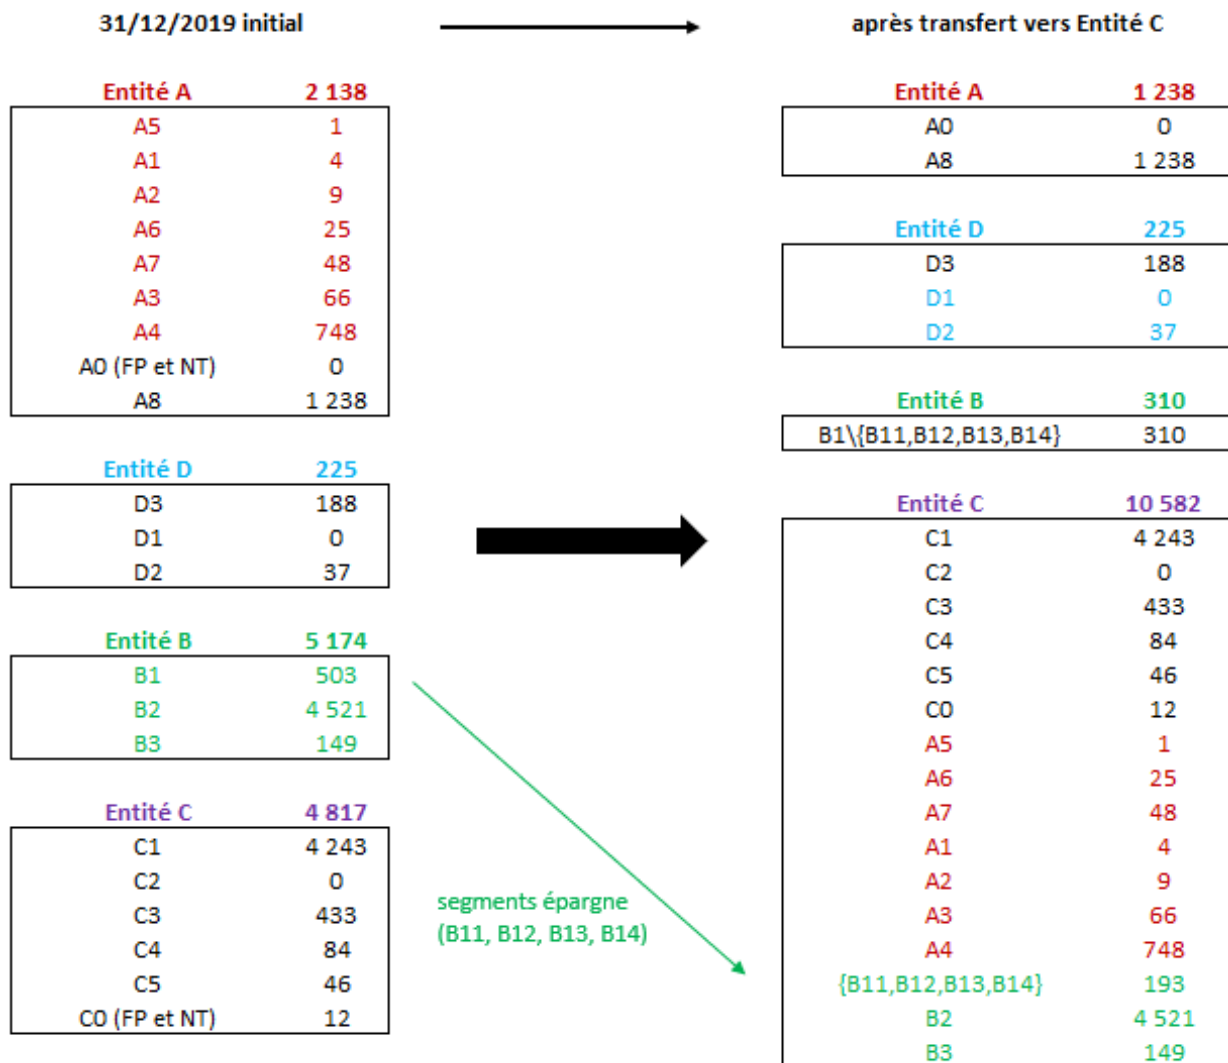 31/12/2019 initial
Entité A 2 138
A5 1
A1 4
A2 9
A6 25
A7 48
A3 66
A4 748
A0 (FP et NT) 0
A8 1 238
Entité D 225
D3 188
D1 0
D2 37
Entité B 5 174
B1 503
B2 4 521
B3 149
Entité C 4 817
C1 4 243
C2 0
C3 433
C4 84
C5 46
C0 (FP et NT) 12
segments épargne
(B11, B12, B13, B14)
après transfert vers Entité C
Entité A 1 238
A0 0
A8 1 238
Entité D 225
D3 188
D1 0
D2 37
Entité B 310
B1\{B11,B12,B13,B14} 310
Entité C 10 582
C1 4 243
C2 0
C3 433
C4 84
C5 46
C0 12
A5 1
A6 25
A7 48
A1 4
A2 9
A3 66
A4 748
{B11,B12,B13,B14} 193
B2 4 521
B3 149